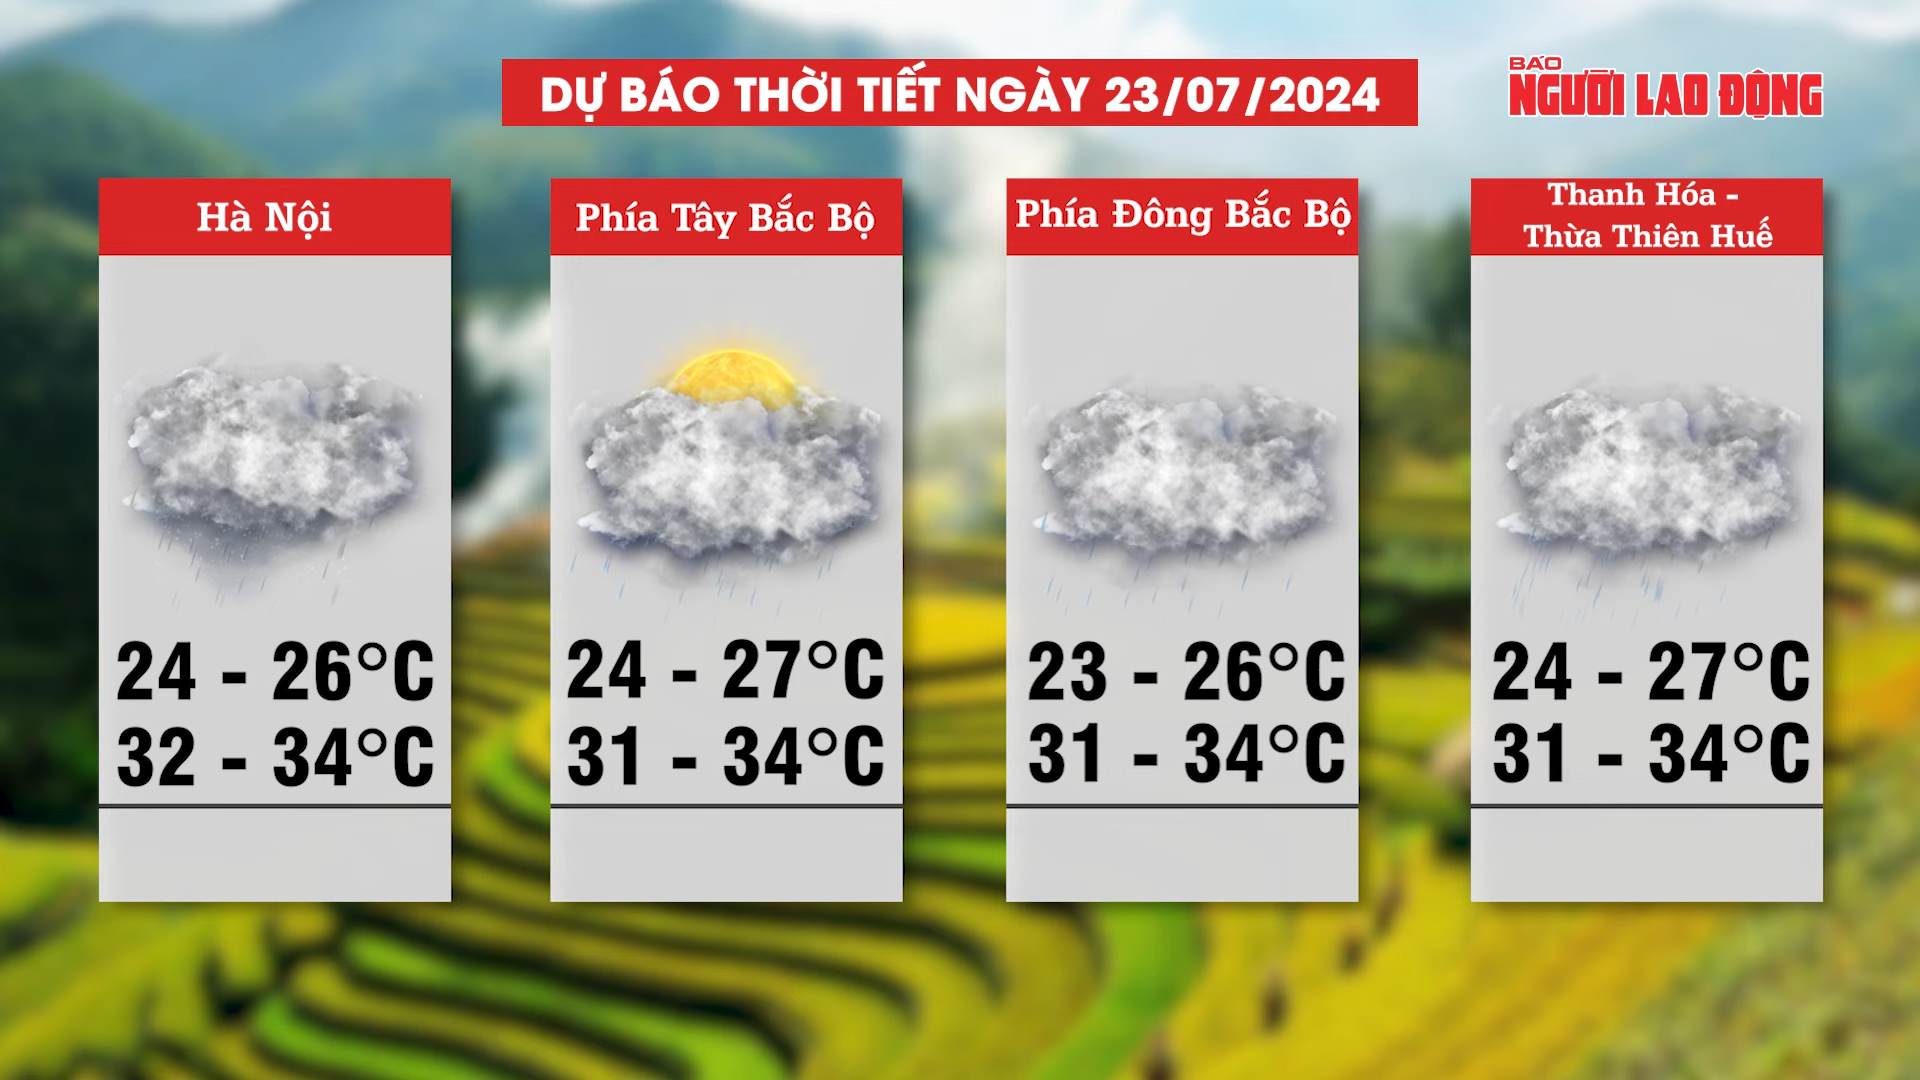 DỰ BÁO THỜI TIẾT NGÀY 23/07/2024
BÁO
NGƯỜI LAO ĐỘNG
Hà Nội
24 - 26°C
32 - 34°C
Phía Tây Bắc Bộ
24 - 27°C
31 - 34°C
Phía Đông Bắc Bộ
23 - 26°C
31 - 34°C
Thanh Hóa -
Thừa Thiên Huế
24 - 27°C
31 - 34°C